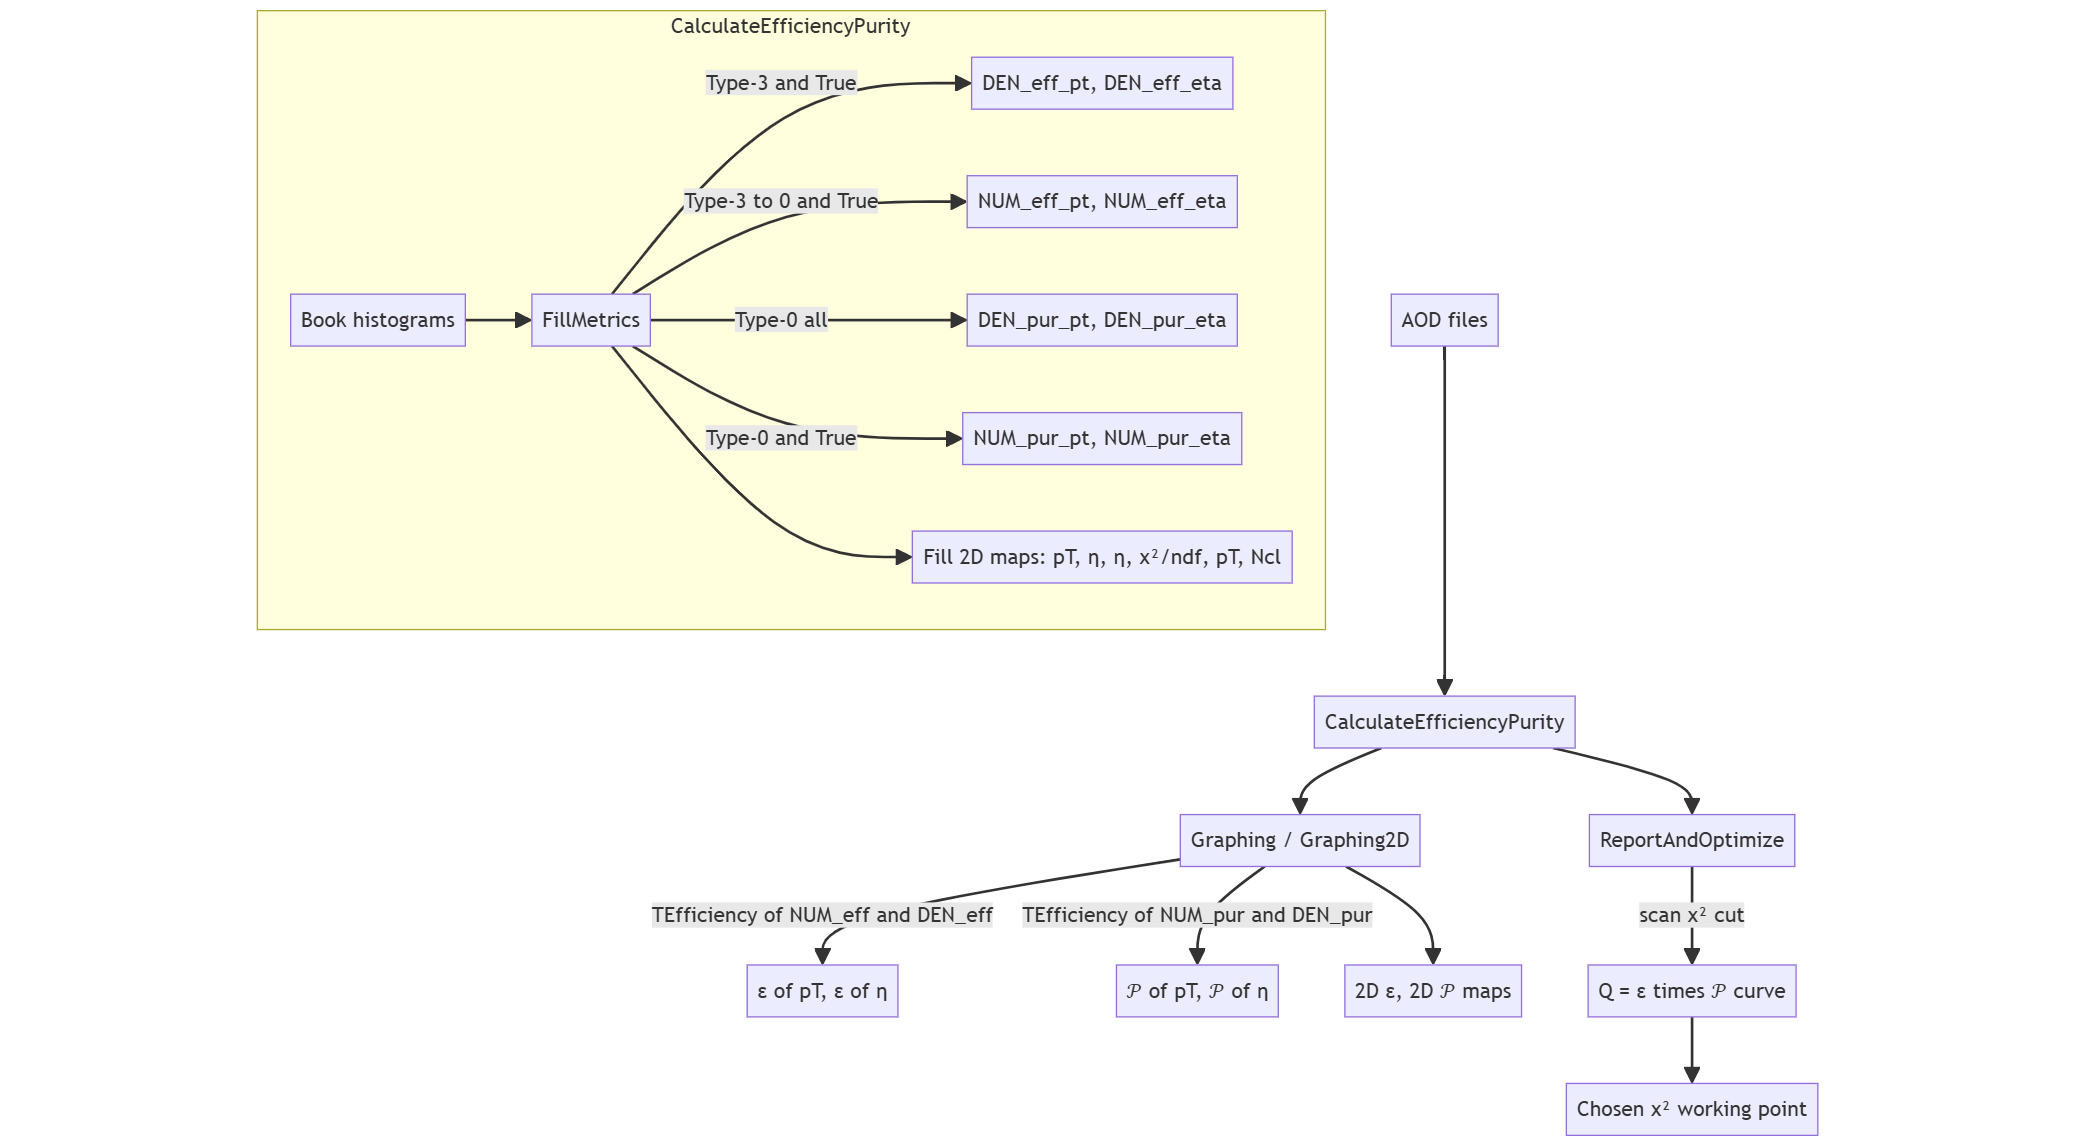 CalculateEfficiencyPurity
Type-3 and True
DEN_eff_pt, DEN_eff_eta
Type-3 to 0 and True
NUM_eff_pt, NUM_eff_eta
Book histograms
FillMetrics
Type-0 all
DEN_pur_pt, DEN_pur_eta
AOD files
Type-0 and True
NUM_pur_pt, NUM_pur_eta
Fill 2D maps: pT, η, η, x²/ndf, pT, Ncl
CalculateEfficiencyPurity
Graphing / Graphing2D
ReportAndOptimize
TEfficiency of NUM_eff and DEN_eff
TEfficiency of NUM_pur and DEN_pur
scan x² cut
ε of pT, ε of η
𝒫 of pT, 𝒫 of η
2D ε, 2D 𝒫 maps
Q = ε times 𝒫 curve
Chosen x² working point